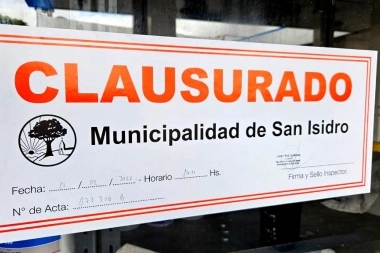 CLAUSURADO
Municipalidad de San Isidro
Fecha: Horario Hs.
Firma y Sello Inspector
N° de Acta: